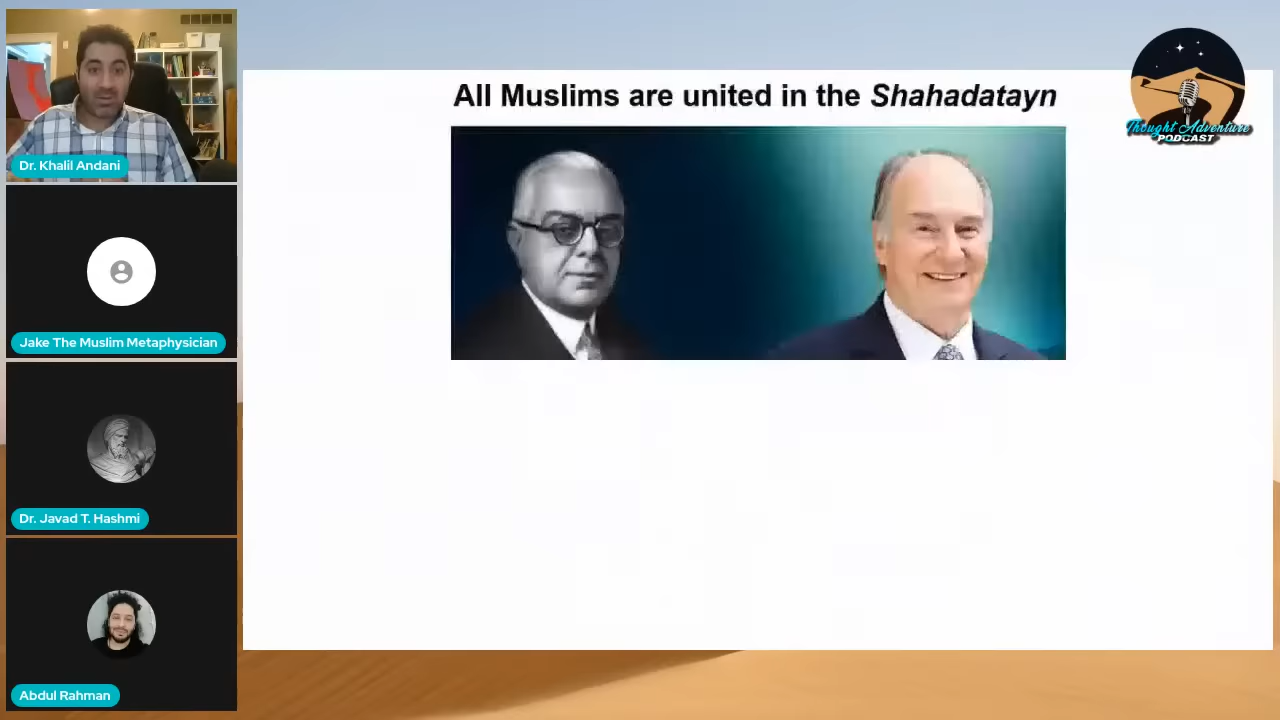 All Muslims are united in the Shahadatayn
Thought Adventure
PODCAST
Dr. Khalil Andani
Jake The Muslim Metaphysician
Dr. Javad T. Hashmi
Abdul Rahman